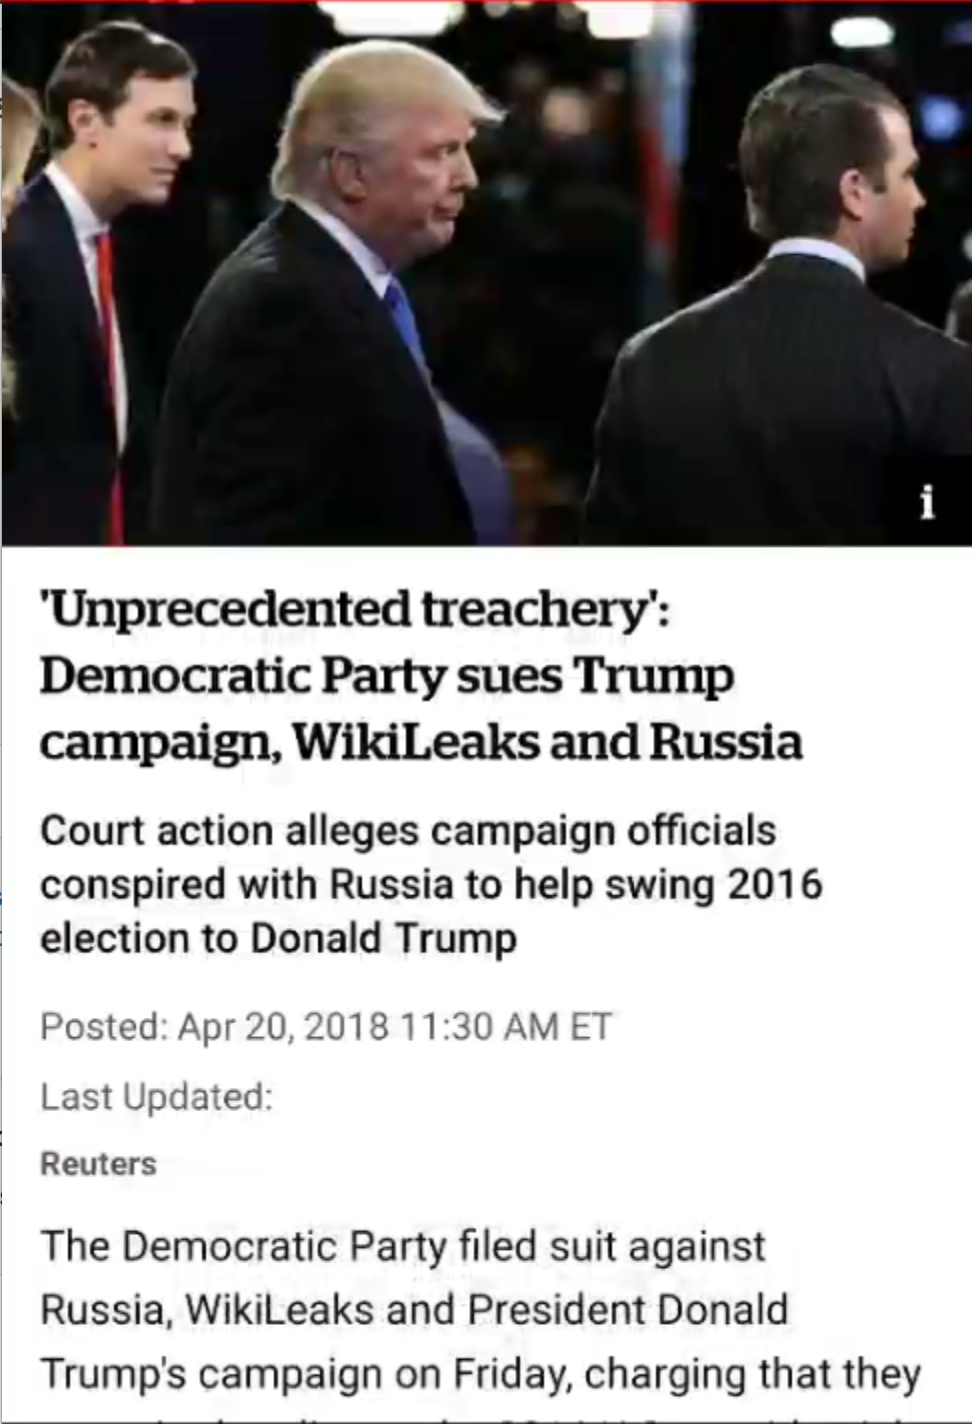 i
'Unprecedented treachery':
Democratic Party sues Trump
campaign, WikiLeaks and Russia
Court action alleges campaign officials
conspired with Russia to help swing 2016
election to Donald Trump
Posted: Apr 20, 2018 11:30 AM ET
Last Updated:
Reuters
The Democratic Party filed suit against
Russia, WikiLeaks and President Donald
Trump's campaign on Friday, charging that they